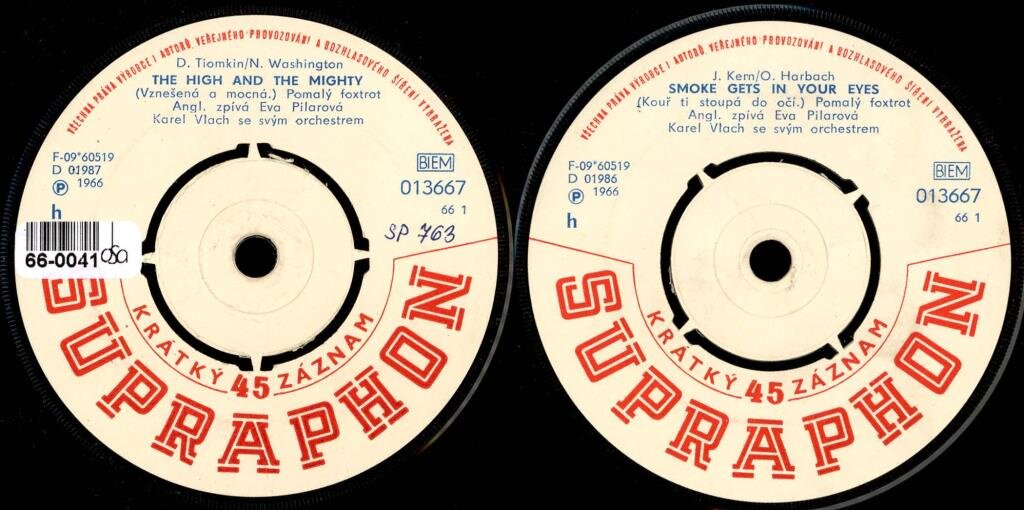 VŠECHNA PRÁVA VÝROBCE I AUTORŮ, VEŘEJNÉHO PROVOZOVÁNÍ A ROZHLASOVÉHO ŠÍŘENÍ VYHRAŽENA
D. Tiomkin/N. Washington
THE HIGH AND THE MIGHTY
(Vznešená a mocná.) Pomalý foxtrot
Angl. zpívá Eva Pilarová
Karel Vlach se svým orchestrem
F-09*60519
D 01987
Ⓟ 1966
h
BIEM
013667
66 1
SP 763
66-0041
osa
KRÁTKÝ 45 ZÁZNAM
SUPRAPHON
VŠECHNA PRÁVA VÝROBCE I AUTORŮ, VEŘEJNÉHO PROVOZOVÁNÍ A ROZHLASOVÉHO ŠÍŘENÍ VYHRAŽENA
J. Kern/O. Harbach
SMOKE GETS IN YOUR EYES
(Kouř ti stoupá do očí.) Pomalý foxtrot
Angl. zpívá Eva Pilarová
Karel Vlach se svým orchestrem
F-09*60519
D 01986
Ⓟ 1966
h
BIEM
013667
66 1
KRÁTKÝ 45 ZÁZNAM
SUPRAPHON